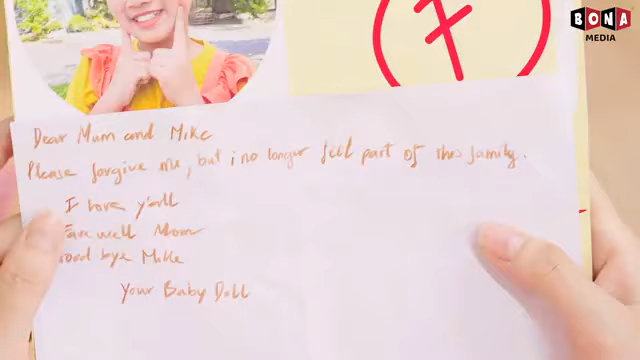 BONA
MEDIA
Dear Mum and Mike
Please forgive me, but i no longer feel part of this family.
I love y'all
Farewell Mom
Good bye Mike
Your Baby Doll